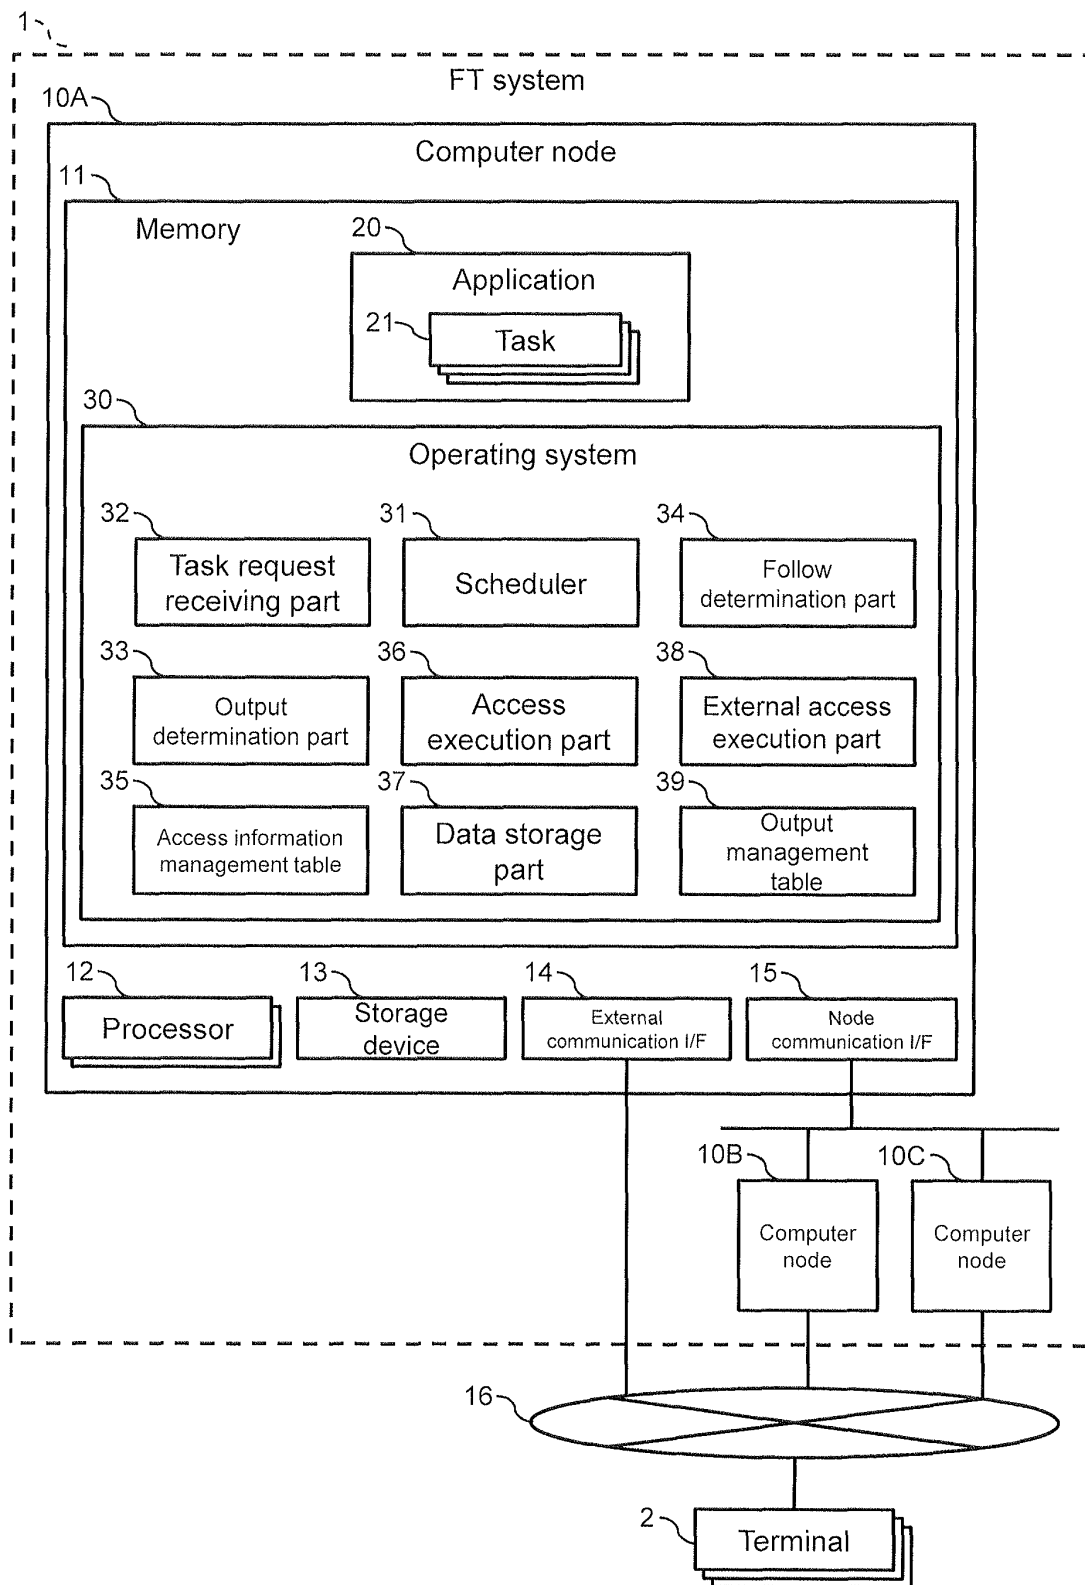 1
FT system
10A
Computer node
11
Memory
20
Application
21
Task
30
Operating system
32
Task request
receiving part
31
Scheduler
34
Follow
determination part
33
Output
determination part
36
Access
execution part
38
External access
execution part
35
Access information
management table
37
Data storage
part
39
Output
management
table
12
Processor
13
Storage
device
14
External
communication I/F
15
Node
communication I/F
10B
Computer
node
10C
Computer
node
16
2
Terminal